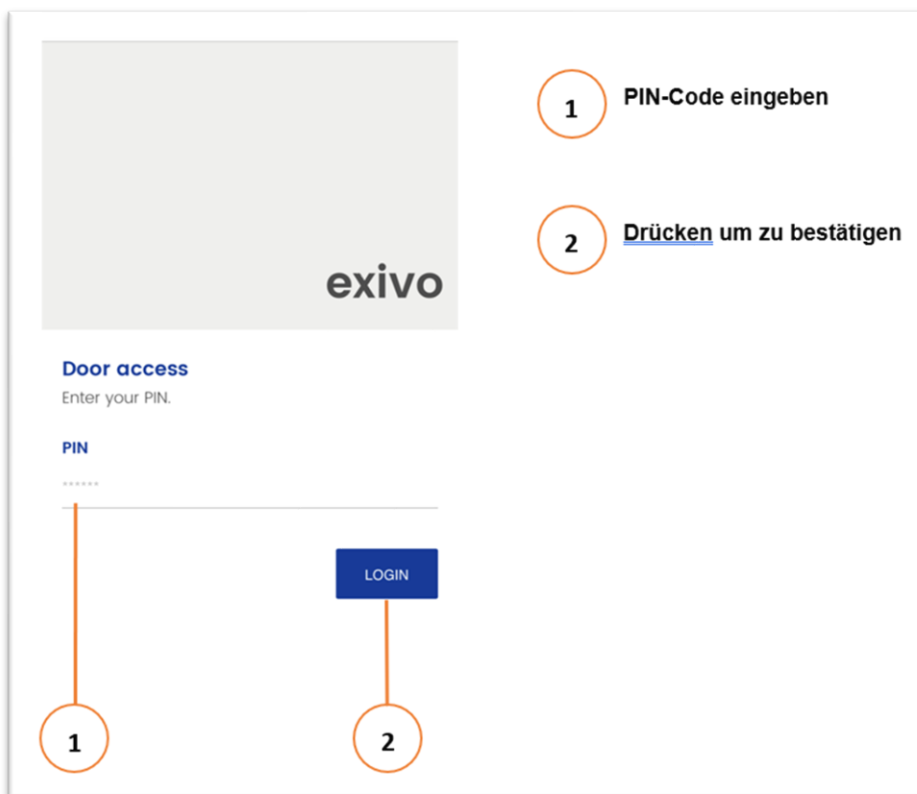 1 PIN-Code eingeben
2 Drücken um zu bestätigen
exivo
Door access
Enter your PIN.
PIN
••••••
LOGIN
1
2